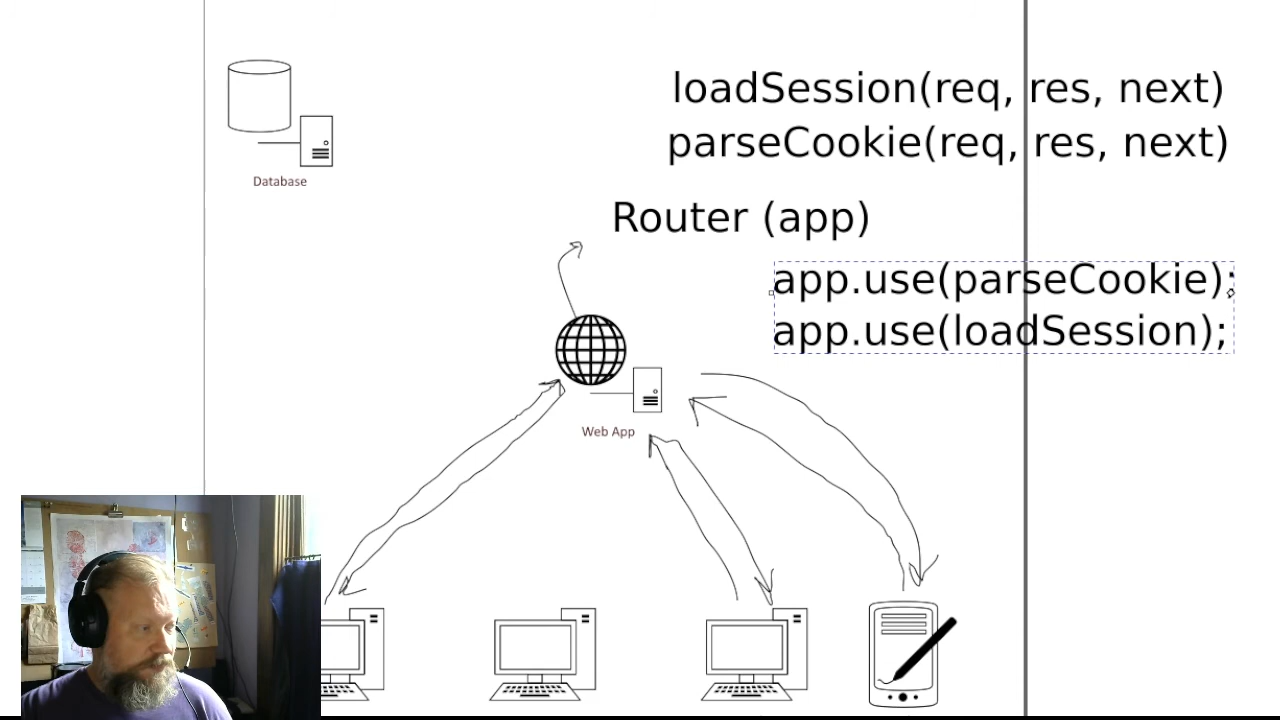 loadSession(req, res, next)
parseCookie(req, res, next)
Database
Router (app)
app.use(parseCookie);
app.use(loadSession);
Web App